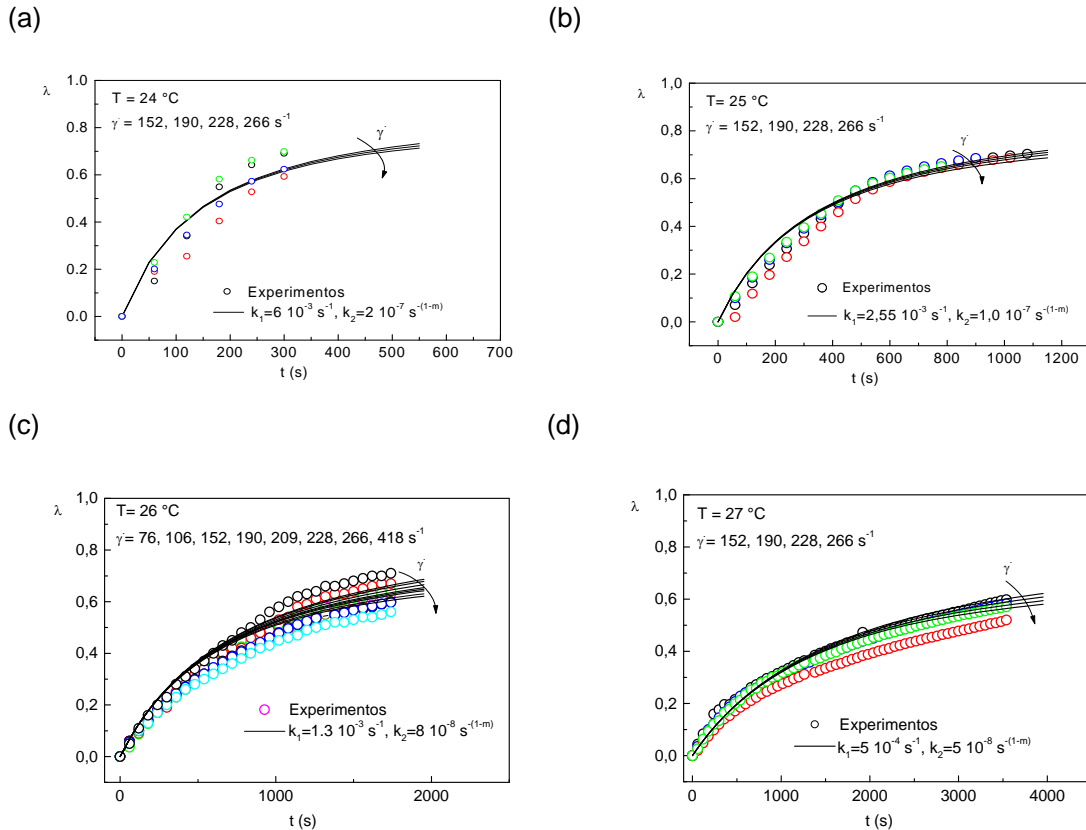 (a)
λ
T = 24 °C
γ˙= 152, 190, 228, 266 s⁻¹
γ˙
Experimentos
k₁=6 10⁻³ s⁻¹, k₂=2 10⁻⁷ s⁻⁽¹⁻ᵐ⁾
1,0
0,8
0,6
0,4
0,2
0,0
0 100 200 300 400 500 600 700
t (s)
(b)
λ
T= 25 °C
γ˙= 152, 190, 228, 266 s⁻¹
γ˙
Experimentos
k₁=2,55 10⁻³ s⁻¹, k₂=1,0 10⁻⁷ s⁻⁽¹⁻ᵐ⁾
1,0
0,8
0,6
0,4
0,2
0,0
0 200 400 600 800 1000 1200
t (s)
(c)
λ
T= 26 °C
γ˙= 76, 106, 152, 190, 209, 228, 266, 418 s⁻¹
γ˙
Experimentos
k₁=1.3 10⁻³ s⁻¹, k₂=8 10⁻⁸ s⁻⁽¹⁻ᵐ⁾
1,0
0,8
0,6
0,4
0,2
0,0
0 1000 2000
t (s)
(d)
λ
T = 27 °C
γ˙= 152, 190, 228, 266 s⁻¹
γ˙
Experimentos
k₁=5 10⁻⁴ s⁻¹, k₂=5 10⁻⁸ s⁻⁽¹⁻ᵐ⁾
1,0
0,8
0,6
0,4
0,2
0,0
0 1000 2000 3000 4000
t (s)